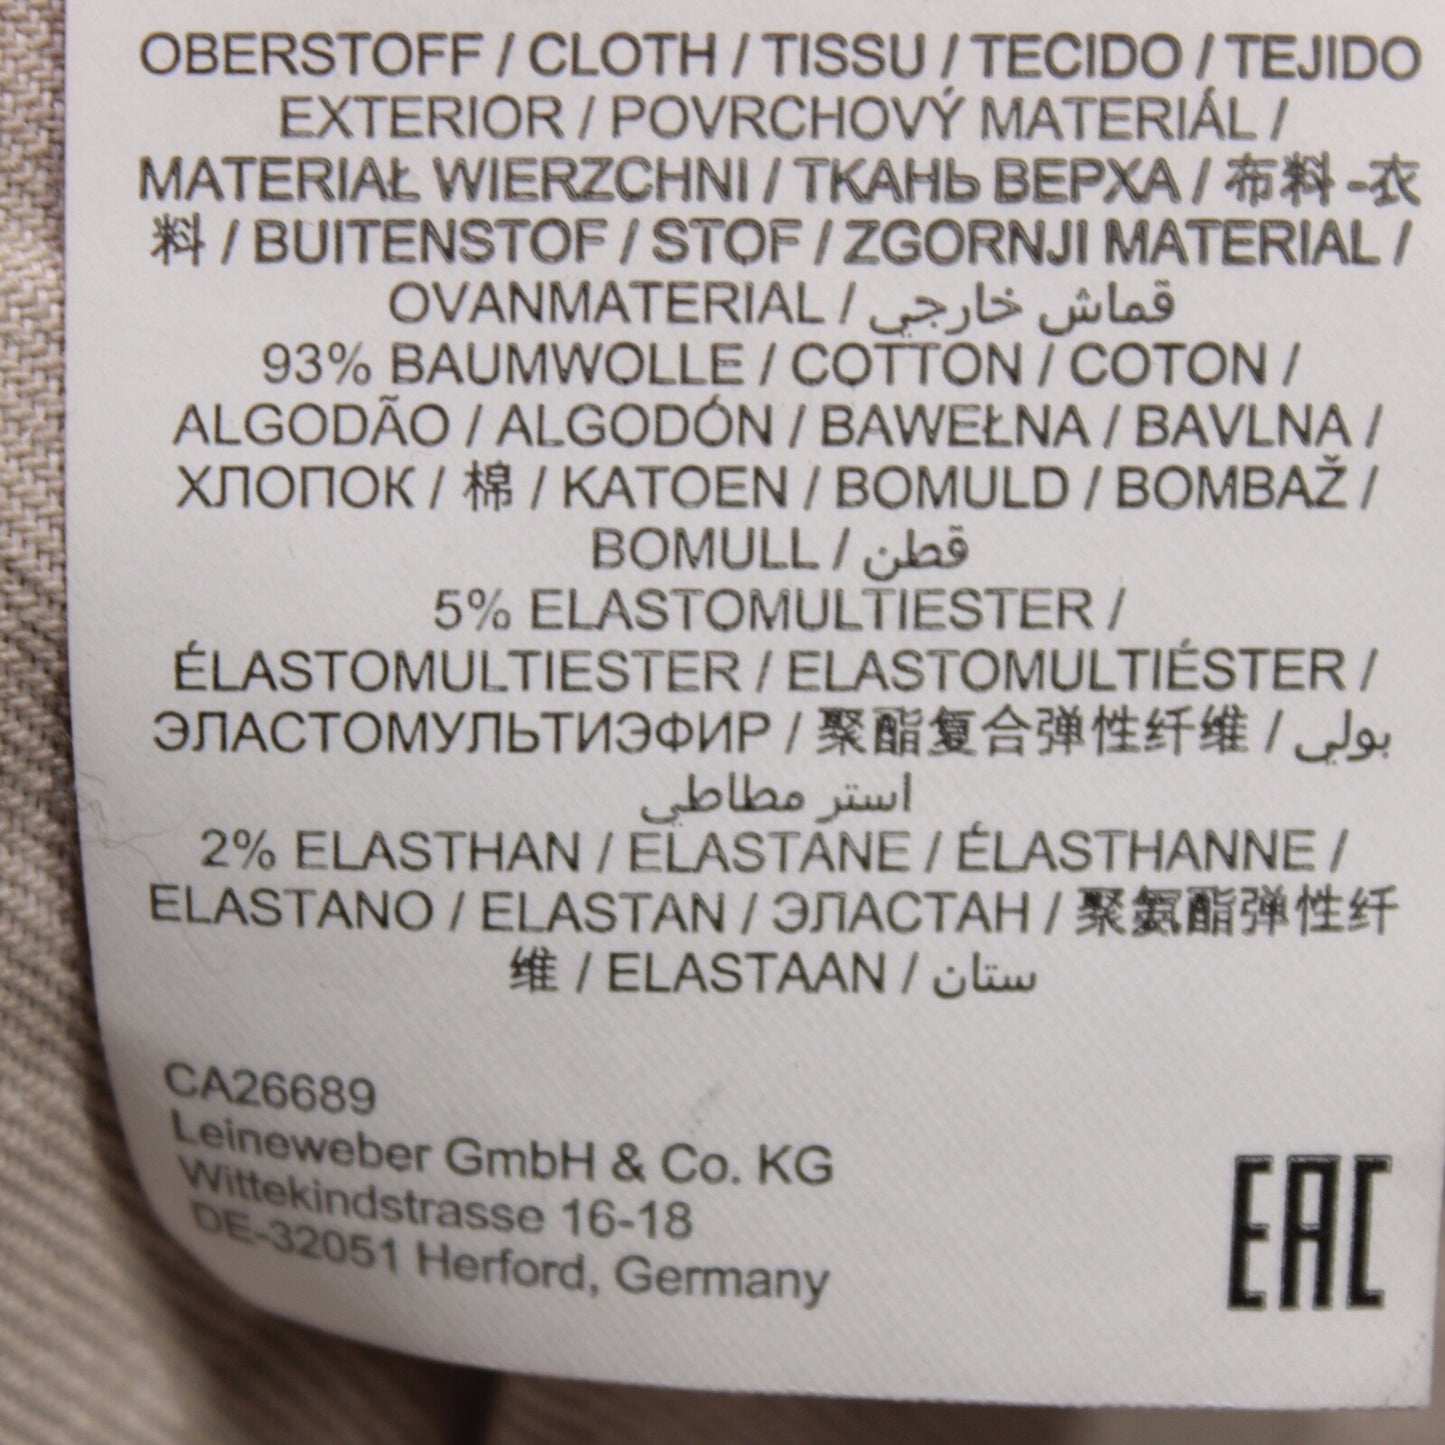 OBERSTOFF / CLOTH / TISSU / TECIDO / TEJIDO
EXTERIOR / POVRCHOVÝ MATERIÁL /
MATERIAŁ WIERZCHNI / ТКАНЬ ВЕРХА / 布料 -衣
料 / BUITENSTOF / STOF / ZGORNJI MATERIAL /
OVANMATERIAL / قماش خارجي
93% BAUMWOLLE / COTTON / COTON /
ALGODÃO / ALGODÓN / BAWEŁNA / BAVLNA /
ХЛОПОК / 棉 / KATOEN / BOMULD / BOMBAŽ /
BOMULL / قطن
5% ELASTOMULTIESTER /
ÉLASTOMULTIESTER / ELASTOMULTIÉSTER /
ЭЛАСТОМУЛЬТИЭФИР / 聚酯复合弹性纤维 / بولي
استر مطاطي
2% ELASTHAN / ELASTANE / ÉLASTHANNE /
ELASTANO / ELASTAN / ЭЛАСТАН / 聚氨酯弹性纤
维 / ELASTAAN / ستان
CA26689
Leineweber GmbH & Co. KG
Wittekindstrasse 16-18
DE-32051 Herford, Germany
EAC